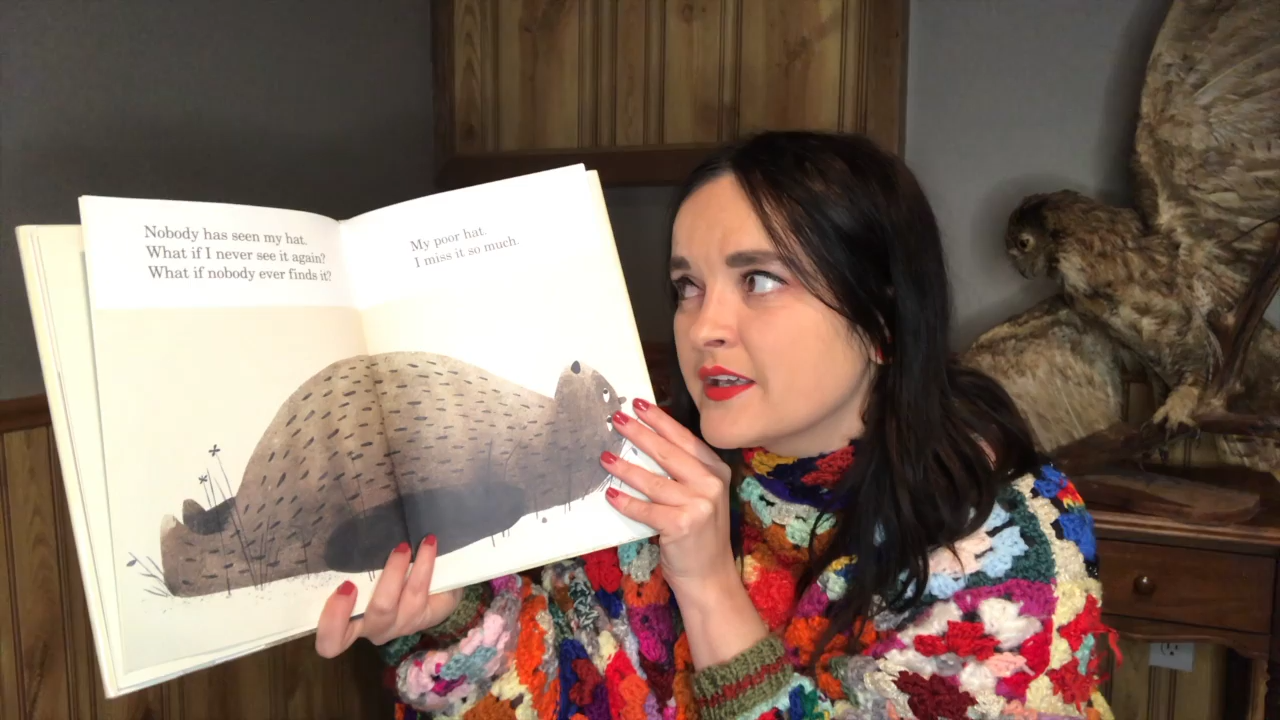 Nobody has seen my hat.
What if I never see it again?
What if nobody ever finds it?
My poor hat.
I miss it so much.